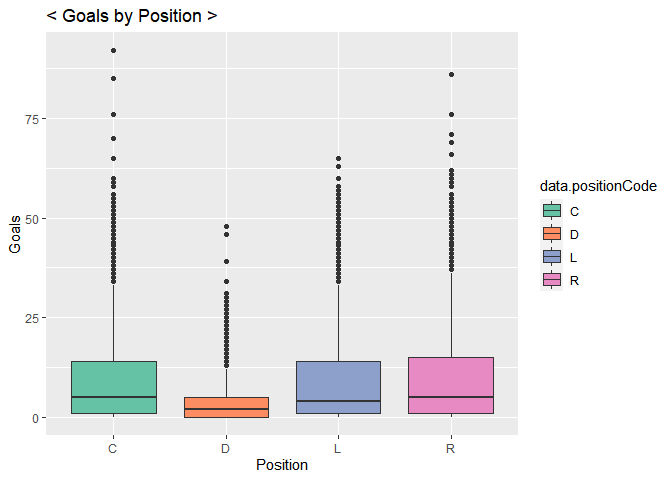 < Goals by Position >
Goals
75
50
25
0
C
D
L
R
Position
data.positionCode
C
D
L
R